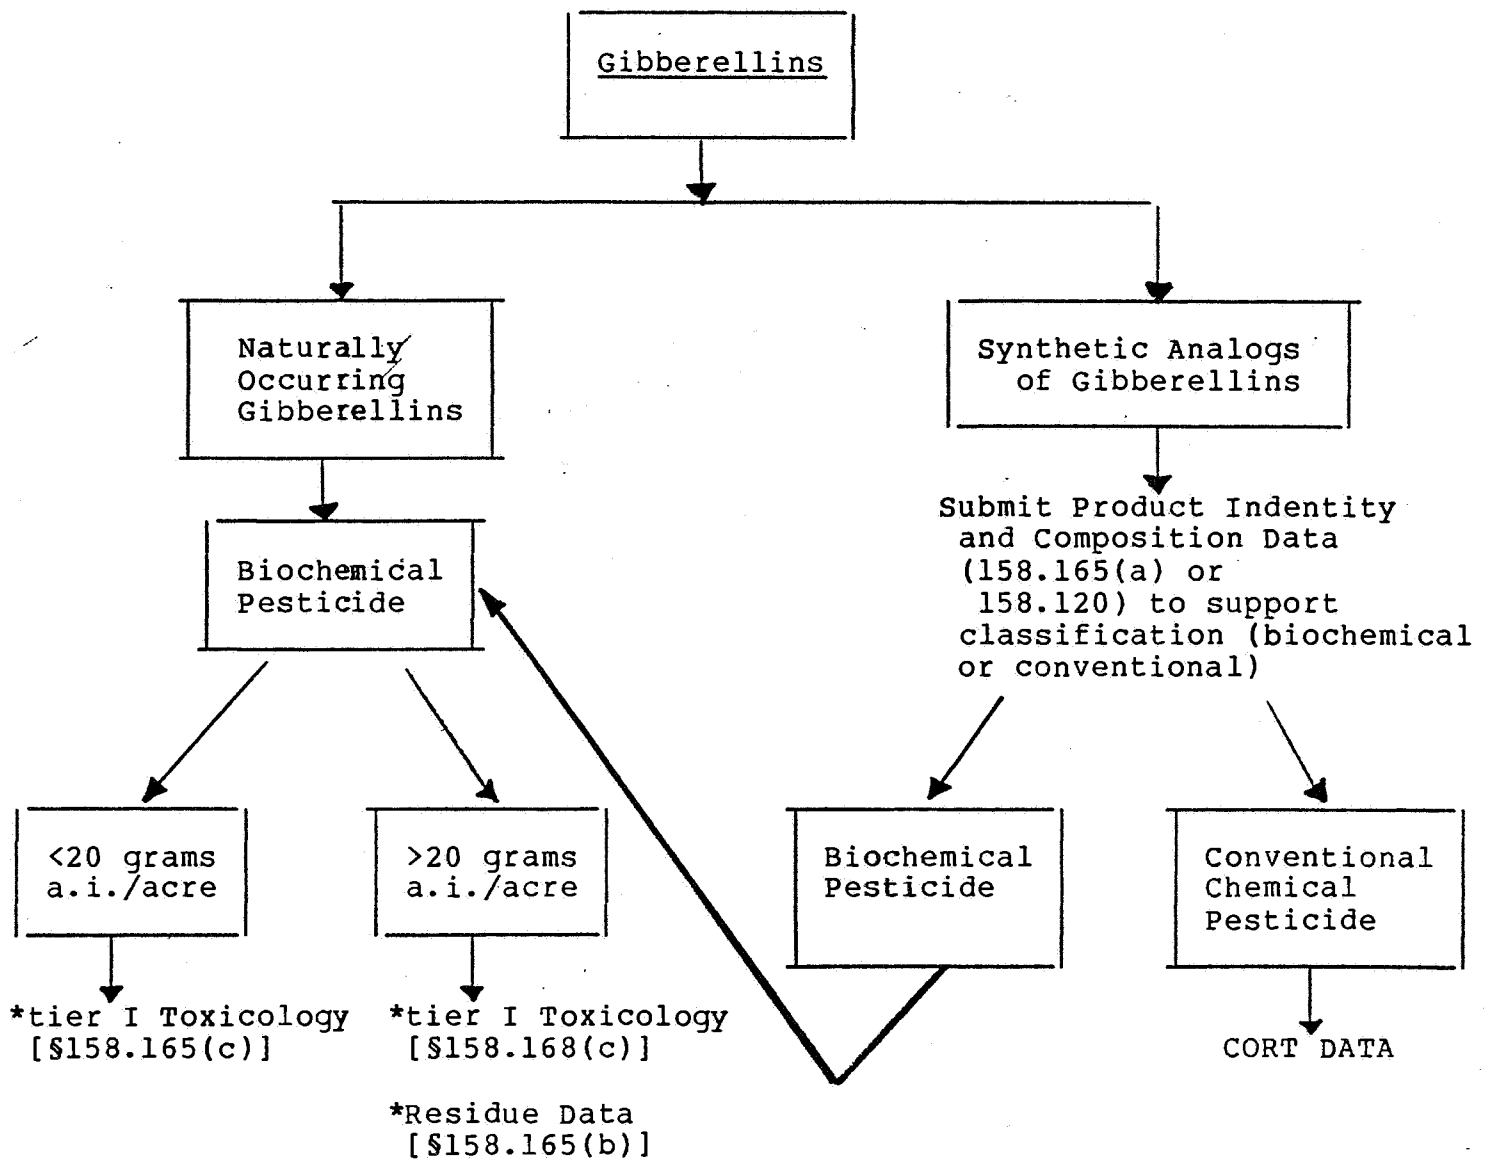 Gibberellins
Naturally
Occurring
Gibberellins
Synthetic Analogs
of Gibberellins
Biochemical
Pesticide
Submit Product Indentity
and Composition Data
(158.165(a) or
158.120) to support
classification (biochemical
or conventional)
<20 grams
a.i./acre
>20 grams
a.i./acre
Biochemical
Pesticide
Conventional
Chemical
Pesticide
*tier I Toxicology
[§158.165(c)]
*tier I Toxicology
[§158.168(c)]
*Residue Data
[§158.165(b)]
CORT DATA